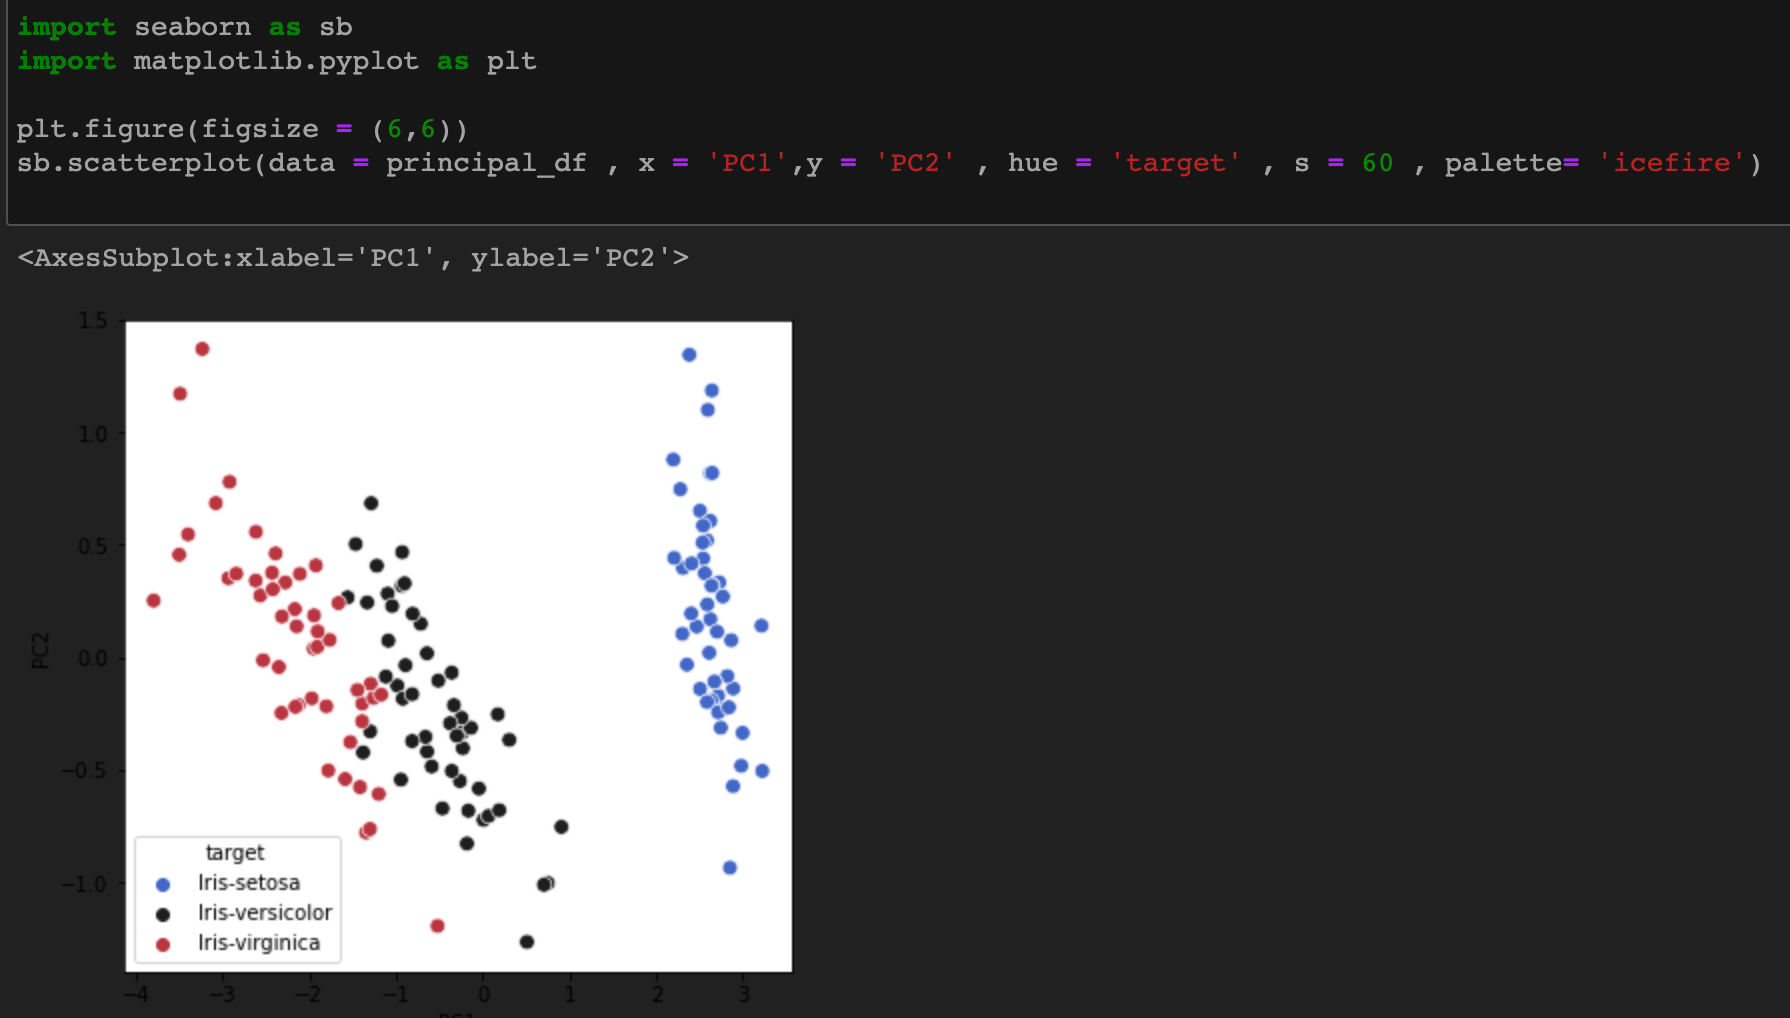 import seaborn as sb
import matplotlib.pyplot as plt
plt.figure(figsize = (6,6))
sb.scatterplot(data = principal_df , x = 'PC1',y = 'PC2' , hue = 'target' , s = 60 , palette= 'icefire')
<AxesSubplot:xlabel='PC1', ylabel='PC2'>
1.5
1.0
0.5
0.0
−0.5
−1.0
PC2
target
Iris-setosa
Iris-versicolor
Iris-virginica
−4 −3 −2 −1 0 1 2 3